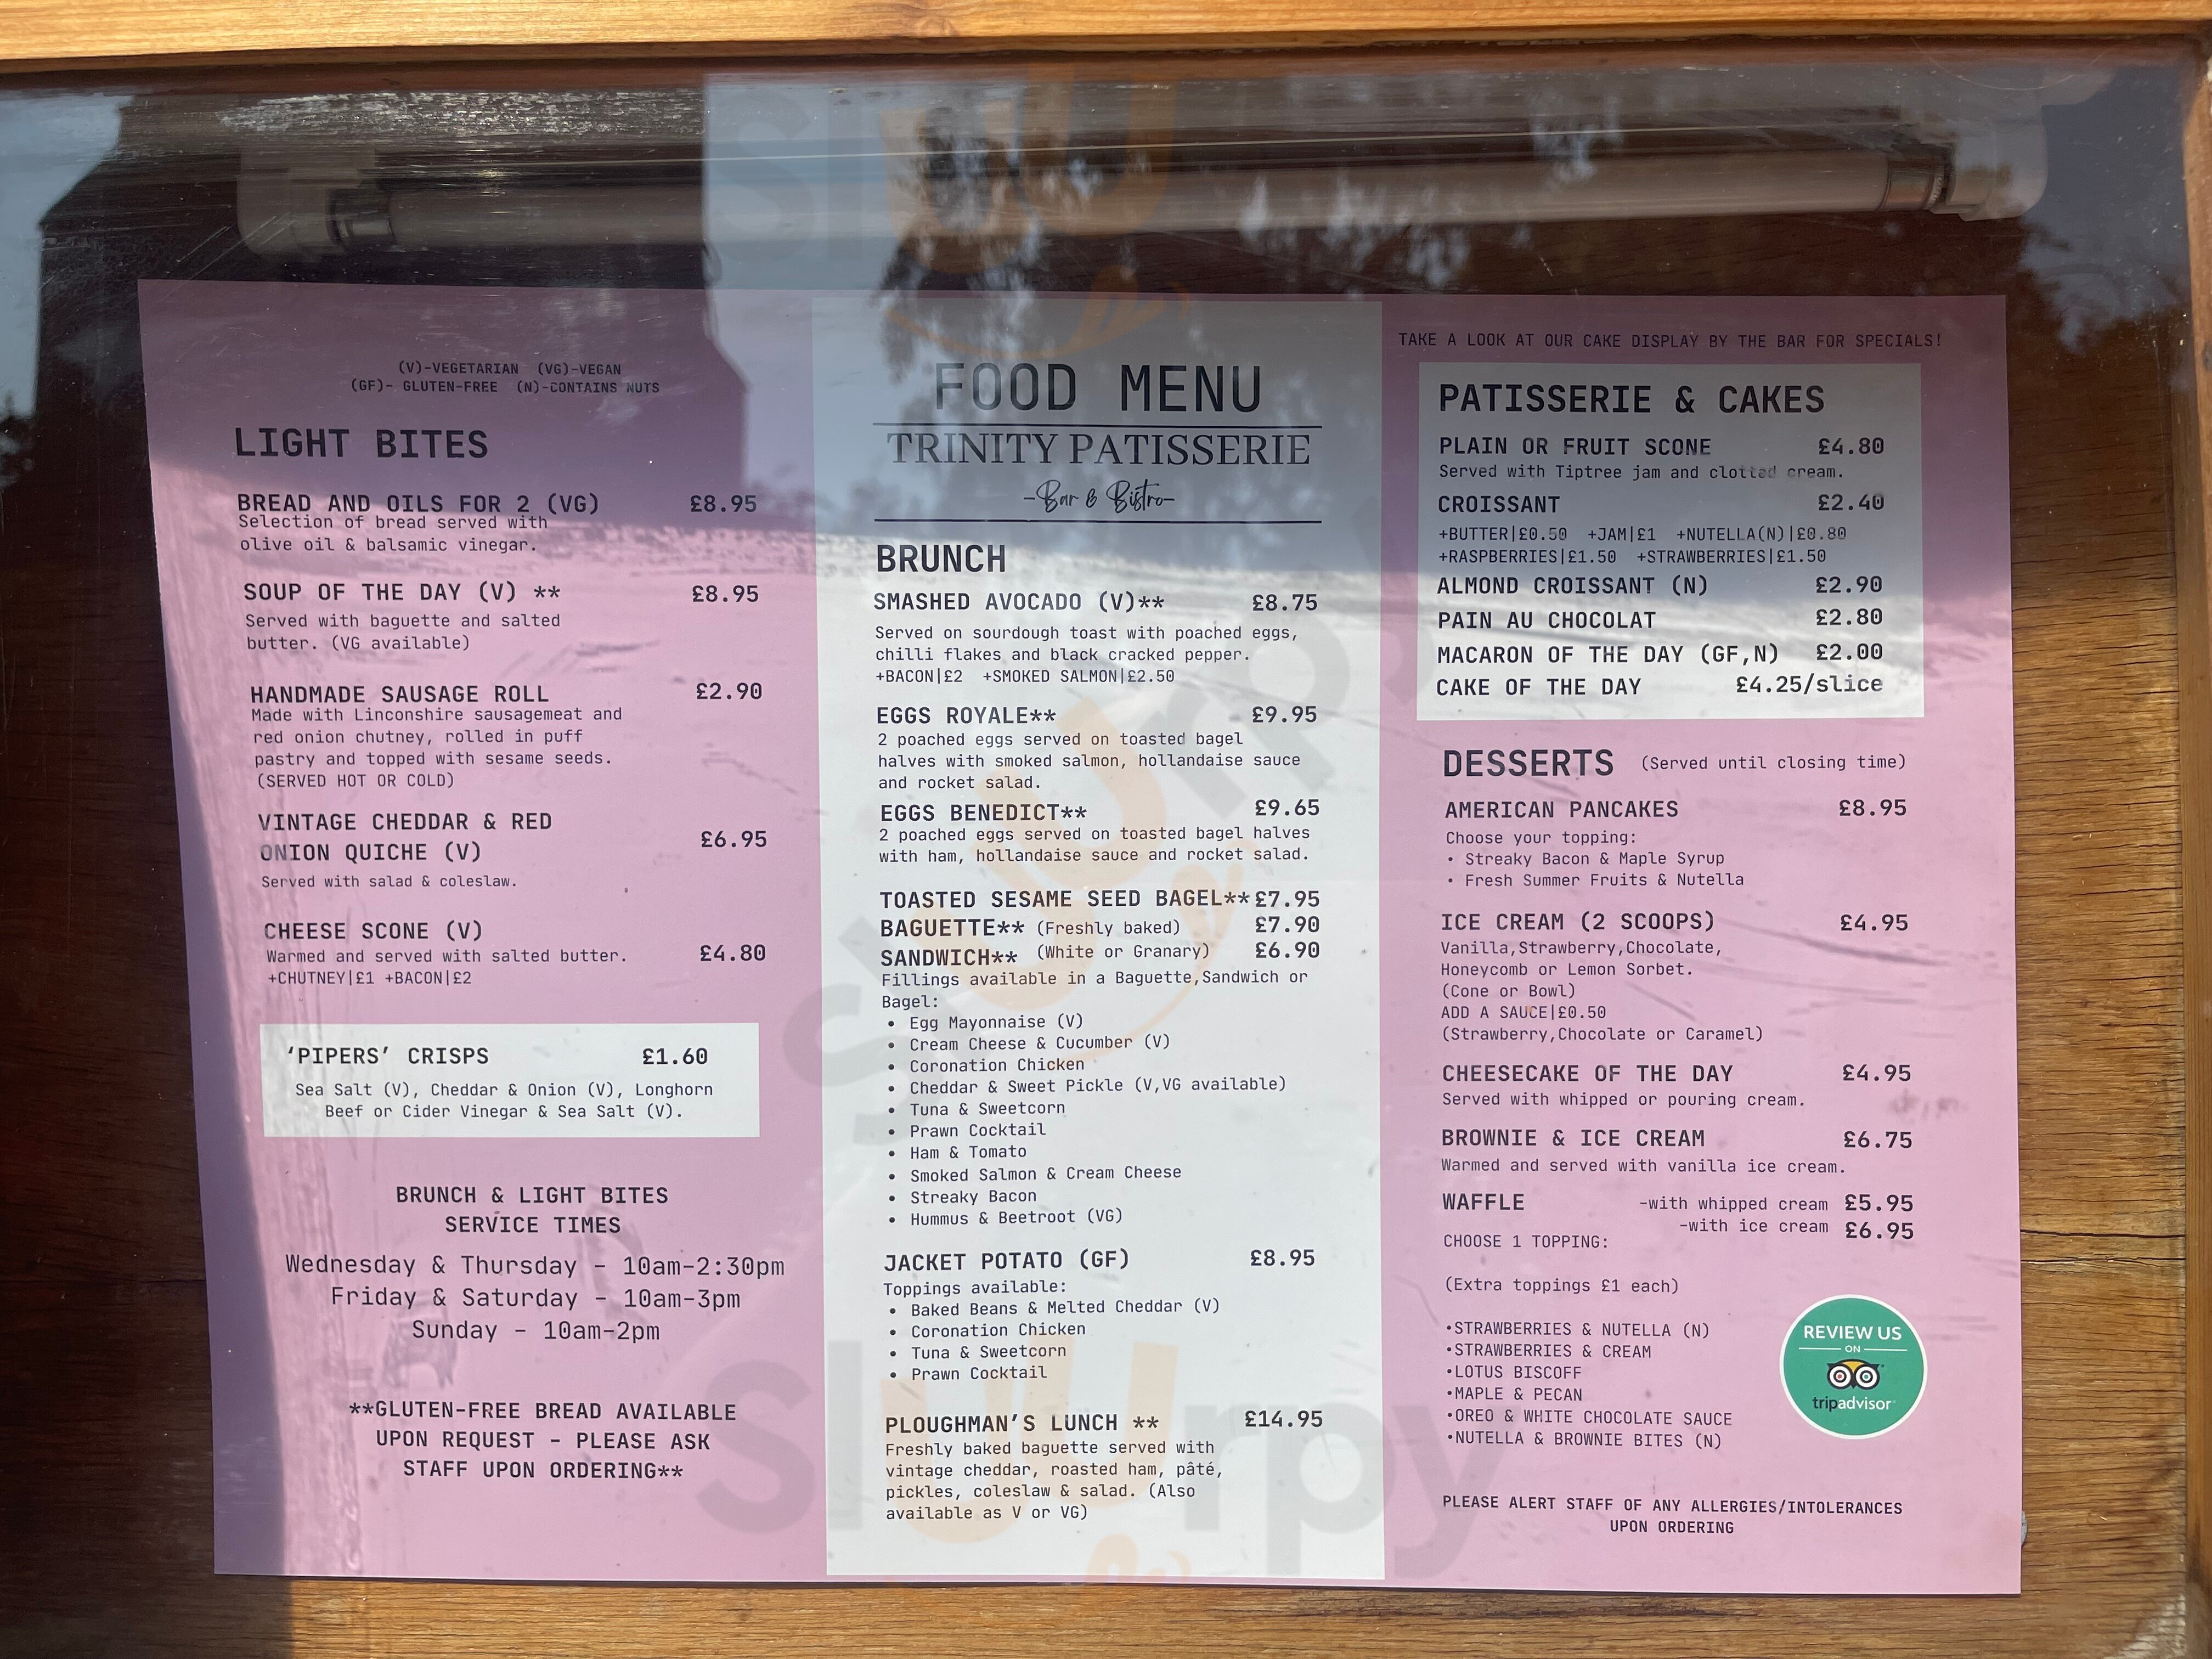 (V)-VEGETARIAN (VG)-VEGAN
(GF)- GLUTEN-FREE (N)-CONTAINS NUTS
LIGHT BITES
BREAD AND OILS FOR 2 (VG) £8.95
Selection of bread served with
olive oil & balsamic vinegar.
SOUP OF THE DAY (V) ** £8.95
Served with baguette and salted
butter. (VG available)
HANDMADE SAUSAGE ROLL £2.90
Made with Linconshire sausagemeat and
red onion chutney, rolled in puff
pastry and topped with sesame seeds.
(SERVED HOT OR COLD)
VINTAGE CHEDDAR & RED
ONION QUICHE (V) £6.95
Served with salad & coleslaw.
CHEESE SCONE (V)
Warmed and served with salted butter. £4.80
+CHUTNEY|£1 +BACON|£2
‘PIPERS’ CRISPS £1.60
Sea Salt (V), Cheddar & Onion (V), Longhorn
Beef or Cider Vinegar & Sea Salt (V).
BRUNCH & LIGHT BITES
SERVICE TIMES
Wednesday & Thursday - 10am-2:30pm
Friday & Saturday - 10am-3pm
Sunday - 10am-2pm
**GLUTEN-FREE BREAD AVAILABLE
UPON REQUEST - PLEASE ASK
STAFF UPON ORDERING**
FOOD MENU
TRINITY PATISSERIE
-Bar & Bistro-
BRUNCH
SMASHED AVOCADO (V)** £8.75
Served on sourdough toast with poached eggs,
chilli flakes and black cracked pepper.
+BACON|£2 +SMOKED SALMON|£2.50
EGGS ROYALE** £9.95
2 poached eggs served on toasted bagel
halves with smoked salmon, hollandaise sauce
and rocket salad.
EGGS BENEDICT** £9.65
2 poached eggs served on toasted bagel halves
with ham, hollandaise sauce and rocket salad.
TOASTED SESAME SEED BAGEL** £7.95
BAGUETTE** (Freshly baked) £7.90
SANDWICH** (White or Granary) £6.90
Fillings available in a Baguette,Sandwich or
Bagel:
• Egg Mayonnaise (V)
• Cream Cheese & Cucumber (V)
• Coronation Chicken
• Cheddar & Sweet Pickle (V,VG available)
• Tuna & Sweetcorn
• Prawn Cocktail
• Ham & Tomato
• Smoked Salmon & Cream Cheese
• Streaky Bacon
• Hummus & Beetroot (VG)
JACKET POTATO (GF) £8.95
Toppings available:
• Baked Beans & Melted Cheddar (V)
• Coronation Chicken
• Tuna & Sweetcorn
• Prawn Cocktail
PLOUGHMAN’S LUNCH ** £14.95
Freshly baked baguette served with
vintage cheddar, roasted ham, pâté,
pickles, coleslaw & salad. (Also
available as V or VG)
TAKE A LOOK AT OUR CAKE DISPLAY BY THE BAR FOR SPECIALS!
PATISSERIE & CAKES
PLAIN OR FRUIT SCONE £4.80
Served with Tiptree jam and clotted cream.
CROISSANT £2.40
+BUTTER|£0.50 +JAM|£1 +NUTELLA(N)|£0.80
+RASPBERRIES|£1.50 +STRAWBERRIES|£1.50
ALMOND CROISSANT (N) £2.90
PAIN AU CHOCOLAT £2.80
MACARON OF THE DAY (GF,N) £2.00
CAKE OF THE DAY £4.25/slice
DESSERTS (Served until closing time)
AMERICAN PANCAKES £8.95
Choose your topping:
• Streaky Bacon & Maple Syrup
• Fresh Summer Fruits & Nutella
ICE CREAM (2 SCOOPS) £4.95
Vanilla,Strawberry,Chocolate,
Honeycomb or Lemon Sorbet.
(Cone or Bowl)
ADD A SAUCE|£0.50
(Strawberry,Chocolate or Caramel)
CHEESECAKE OF THE DAY £4.95
Served with whipped or pouring cream.
BROWNIE & ICE CREAM £6.75
Warmed and served with vanilla ice cream.
WAFFLE -with whipped cream £5.95
-with ice cream £6.95
CHOOSE 1 TOPPING:
(Extra toppings £1 each)
•STRAWBERRIES & NUTELLA (N)
•STRAWBERRIES & CREAM
•LOTUS BISCOFF
•MAPLE & PECAN
•OREO & WHITE CHOCOLATE SAUCE
•NUTELLA & BROWNIE BITES (N)
REVIEW US
ON
tripadvisor
PLEASE ALERT STAFF OF ANY ALLERGIES/INTOLERANCES
UPON ORDERING
sluurpy
sluurpy
sluu